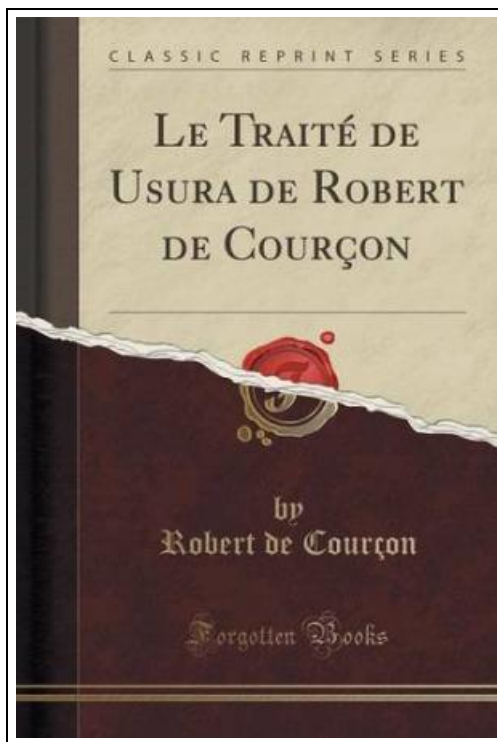 CLASSIC REPRINT SERIES
LE TRAITÉ DE
USURA DE ROBERT
DE COURÇON
by
Robert de Courçon
Forgotten Books